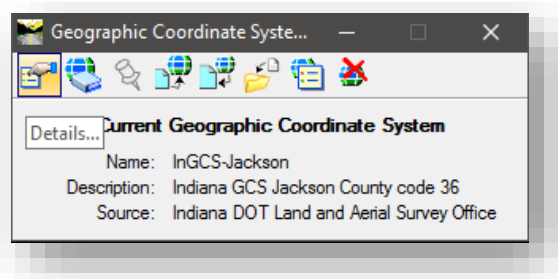 Geographic Coordinate Syste...
Details...
Current Geographic Coordinate System
Name: InGCS-Jackson
Description: Indiana GCS Jackson County code 36
Source: Indiana DOT Land and Aerial Survey Office